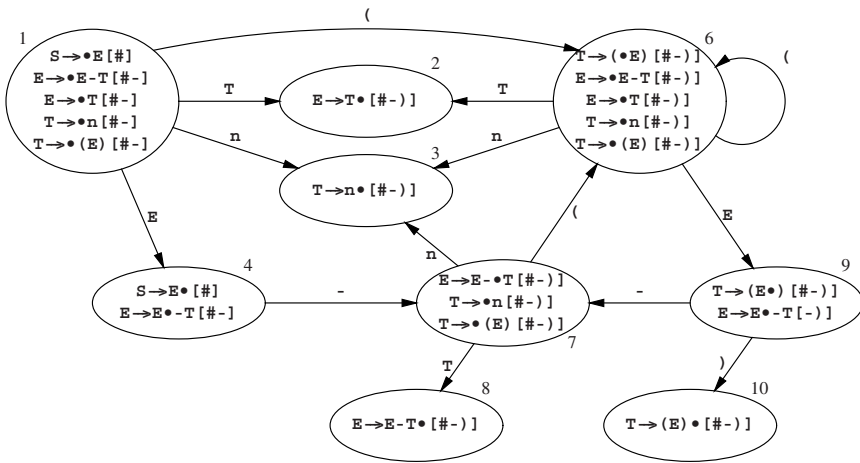 (
1
S→•E[#]
E→•E-T[#-]
E→•T[#-]
T→•n[#-]
T→•(E)[#-]
6
T→(•E)[#-)]
E→•E-T[#-)]
E→•T[#-)]
T→•n[#-)]
T→•(E)[#-)]
(
2
E→T•[#-)]
T
T
n
n
3
T→n•[#-)]
E
(
E
n
4
S→E•[#]
E→E•-T[#-]
-
E→E-•T[#-)]
T→•n[#-)]
T→•(E)[#-)]
7
-
9
T→(E•)[#-)]
E→E•-T[-)]
T
)
8
E→E-T•[#-)]
10
T→(E)•[#-)]